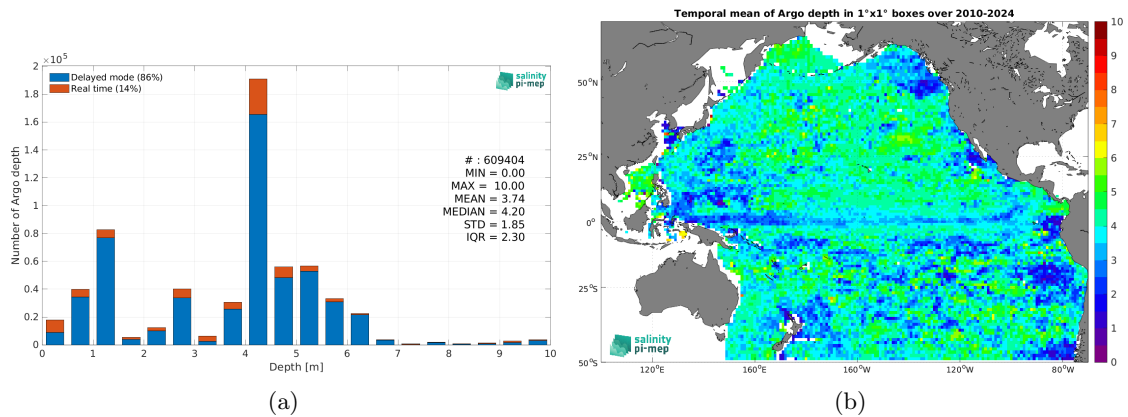 ×10⁵
2
1.8
1.6
1.4
1.2
1
0.8
0.6
0.4
0.2
0
Number of Argo depth
Delayed mode (86%)
Real time (14%)
salinity
pi-mep
# : 609404
MIN = 0.00
MAX = 10.00
MEAN = 3.74
MEDIAN = 4.20
STD = 1.85
IQR = 2.30
0 1 2 3 4 5 6 7 8 9 10
Depth [m]
(a)
Temporal mean of Argo depth in 1°x1° boxes over 2010-2024
50°N
25°N
0°
25°S
50°S
salinity
pi-mep
120°E 160°E 160°W 120°W 80°W
10
9
8
7
6
5
4
3
2
1
0
(b)